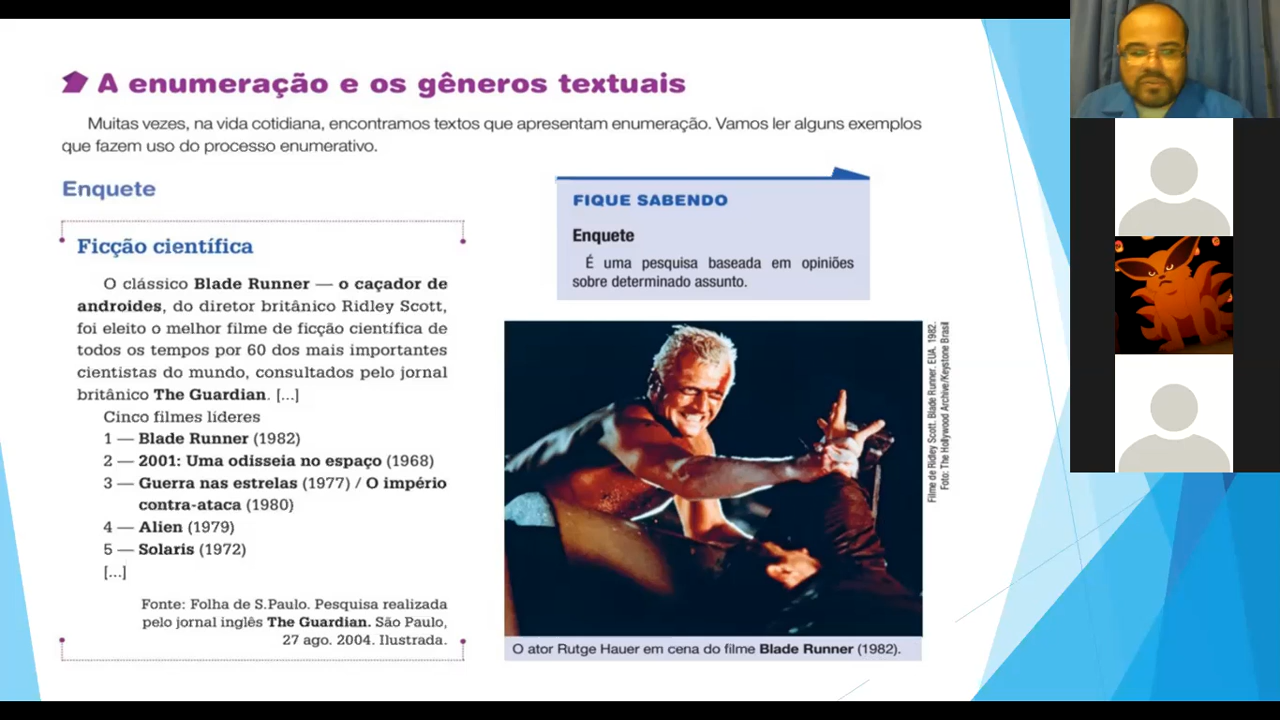 A enumeração e os gêneros textuais
Muitas vezes, na vida cotidiana, encontramos textos que apresentam enumeração. Vamos ler alguns exemplos
que fazem uso do processo enumerativo.
Enquete
Ficção científica
O clássico Blade Runner — o caçador de
androides, do diretor britânico Ridley Scott,
foi eleito o melhor filme de ficção científica de
todos os tempos por 60 dos mais importantes
cientistas do mundo, consultados pelo jornal
britânico The Guardian. [...]
Cinco filmes líderes
1 — Blade Runner (1982)
2 — 2001: Uma odisseia no espaço (1968)
3 — Guerra nas estrelas (1977) / O império
contra-ataca (1980)
4 — Alien (1979)
5 — Solaris (1972)
[...]
Fonte: Folha de S.Paulo. Pesquisa realizada
pelo jornal inglês The Guardian. São Paulo,
27 ago. 2004. Ilustrada.
FIQUE SABENDO
Enquete
É uma pesquisa baseada em opiniões
sobre determinado assunto.
Filme de Ridley Scott. Blade Runner. EUA. 1982.
Foto: The Hollywood Archive/Keystone Brasil
O ator Rutge Hauer em cena do filme Blade Runner (1982).